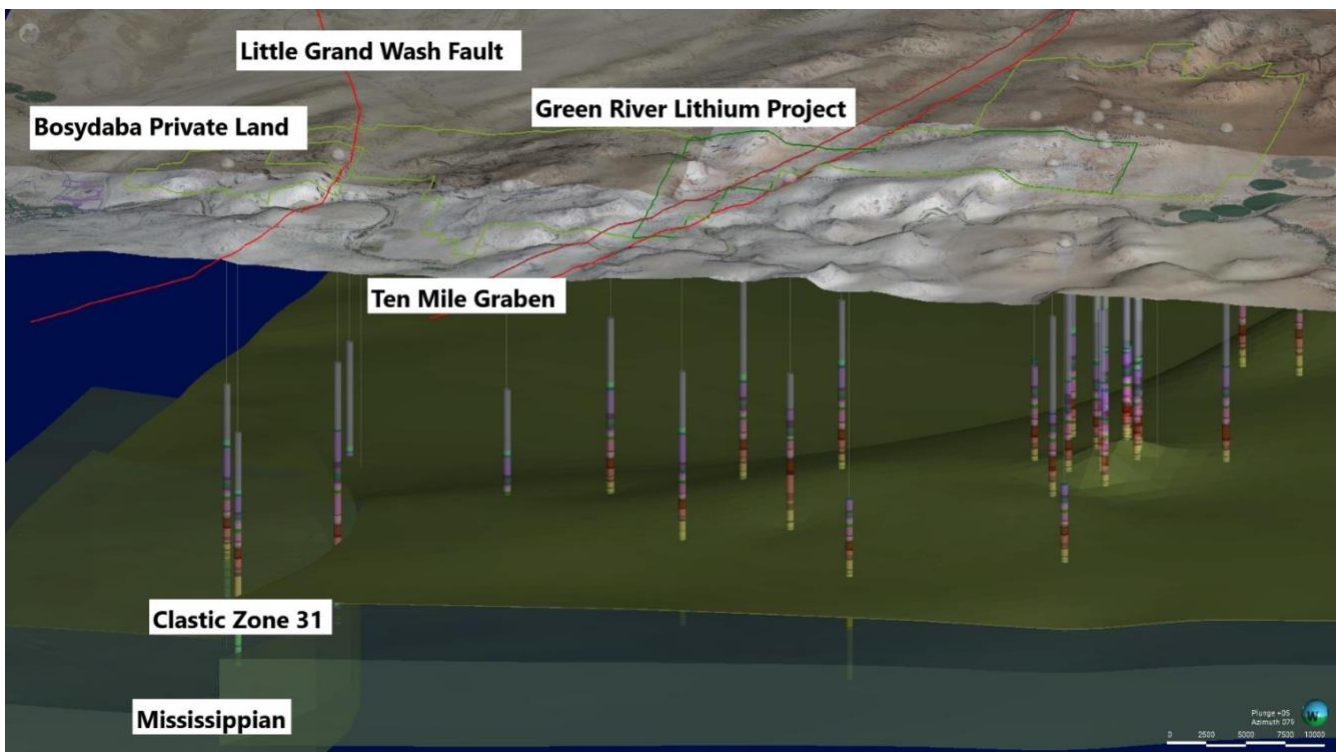 Little Grand Wash Fault
Green River Lithium Project
Bosydaba Private Land
Ten Mile Graben
Clastic Zone 31
Mississippian
Plunge +05
Azimuth 075
W
0 2500 5000 7500 10000